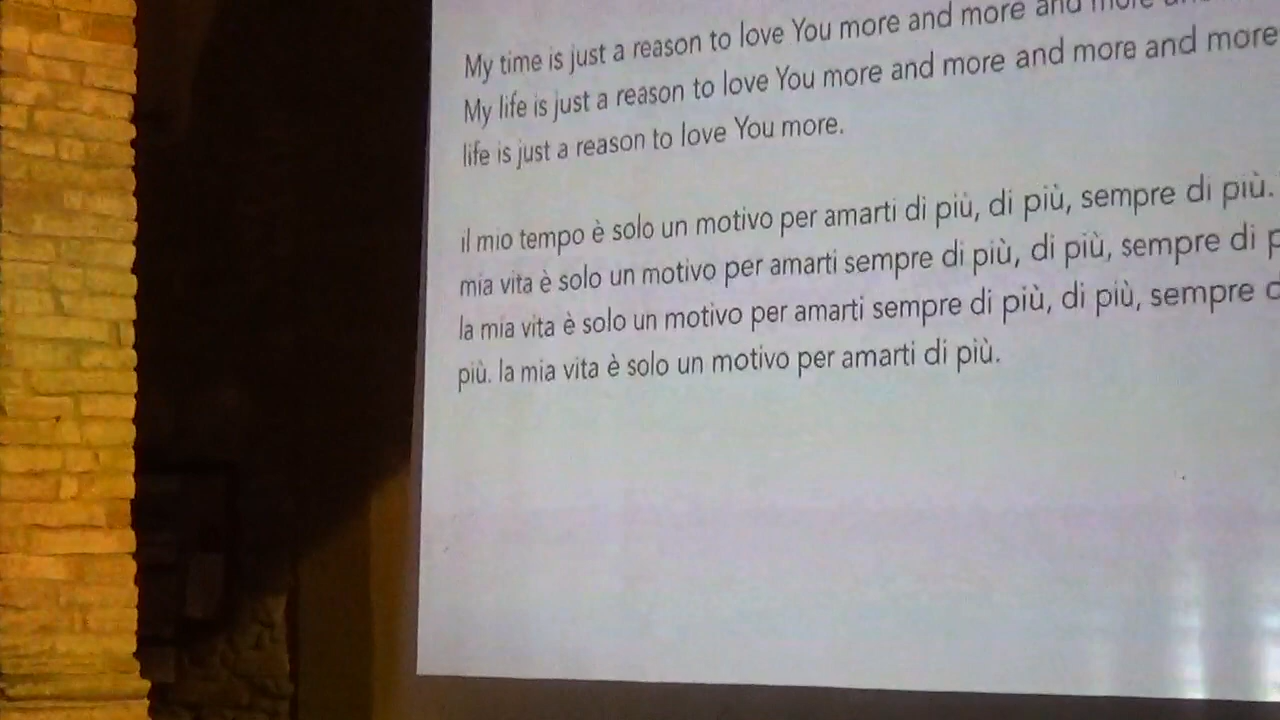 My time is just a reason to love You more and more and more
My life is just a reason to love You more and more and more and more
life is just a reason to love You more.
il mio tempo è solo un motivo per amarti di più, di più, sempre di più.
mia vita è solo un motivo per amarti sempre di più, di più, sempre di
la mia vita è solo un motivo per amarti sempre di più, di più, sempre
più. la mia vita è solo un motivo per amarti di più.